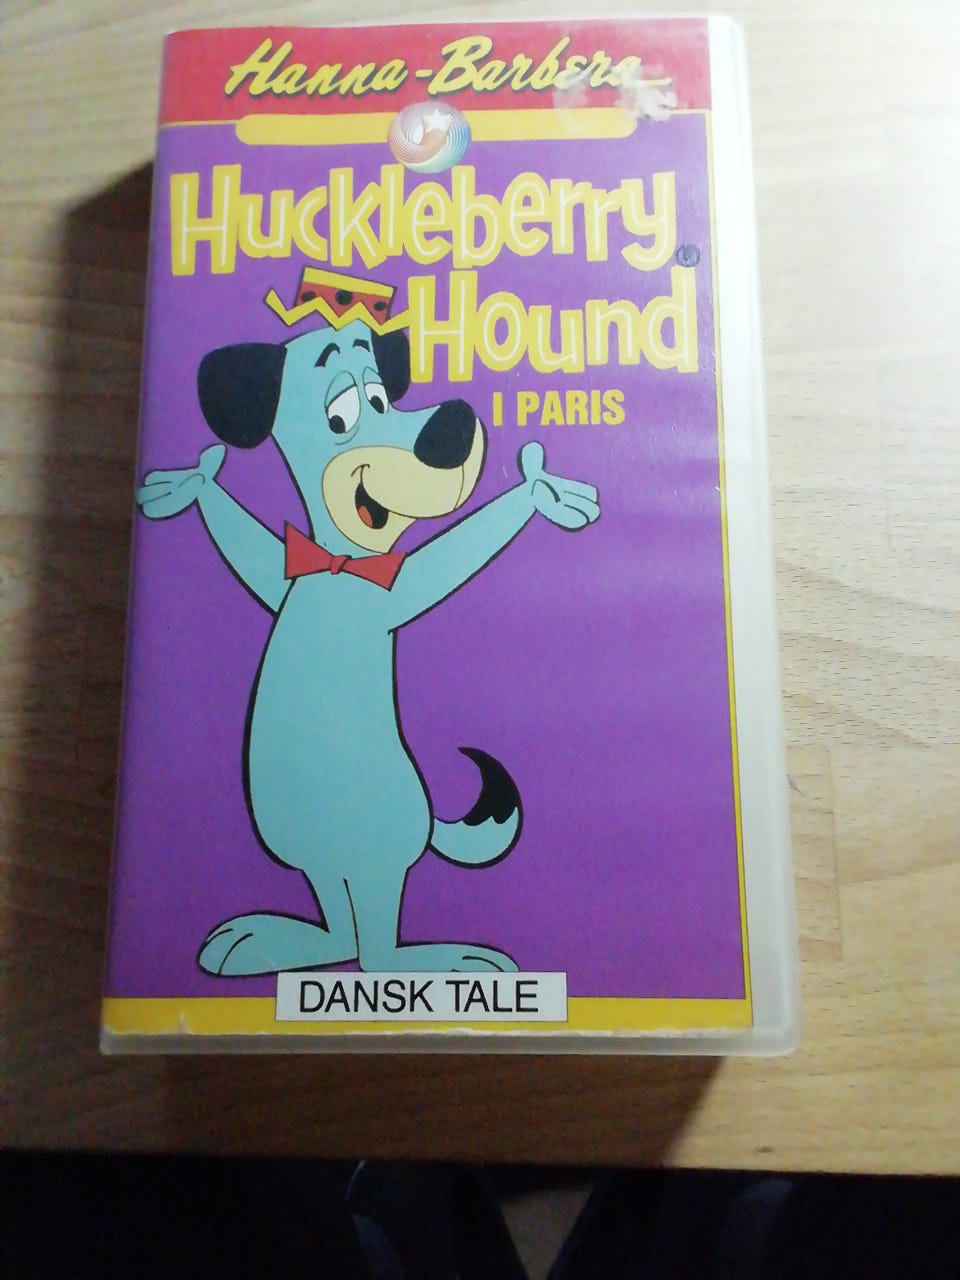 Hanna-Barbera
Huckleberry
Hound
I PARIS
DANSK TALE